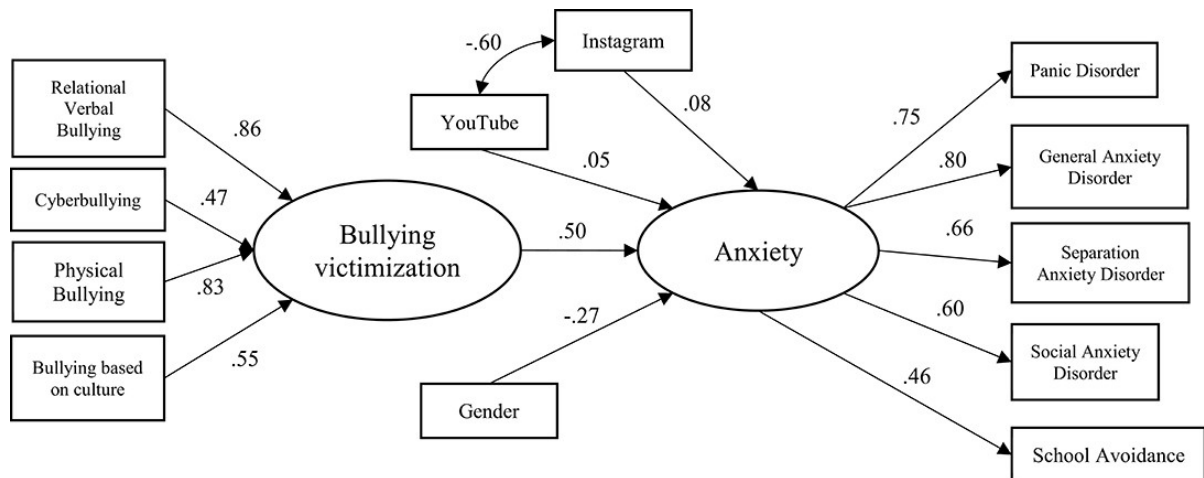 Relational
Verbal
Bullying
.86
Cyberbullying
.47
Physical
Bullying
.83
Bullying based
on culture
.55
Bullying
victimization
.50
-.60
Instagram
.08
YouTube
.05
Gender
-.27
Anxiety
.75
Panic Disorder
.80
General Anxiety
Disorder
.66
Separation
Anxiety Disorder
.60
Social Anxiety
Disorder
.46
School Avoidance